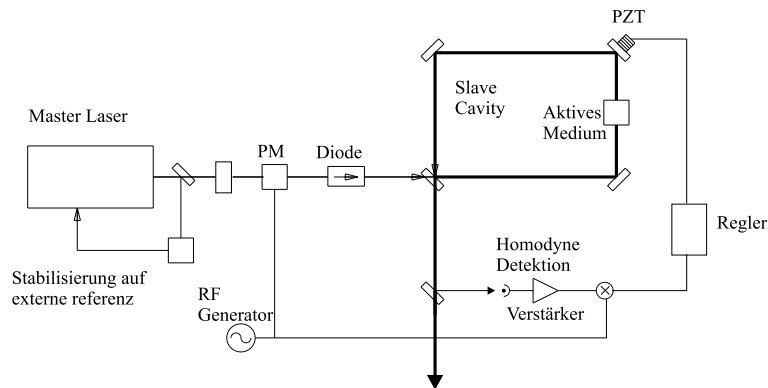 PZT
Slave
Cavity
Aktives
Medium
Master Laser
PM
Diode
Regler
Homodyne
Detektion
Stabilisierung auf
externe referenz
RF
Generator
Verstärker